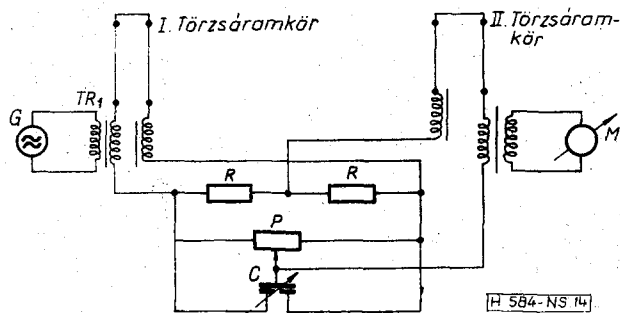 I. Törzsáramkör
II. Törzsáram-
kör
TR₁
G
M
R
R
P
C
H 584-NS 14